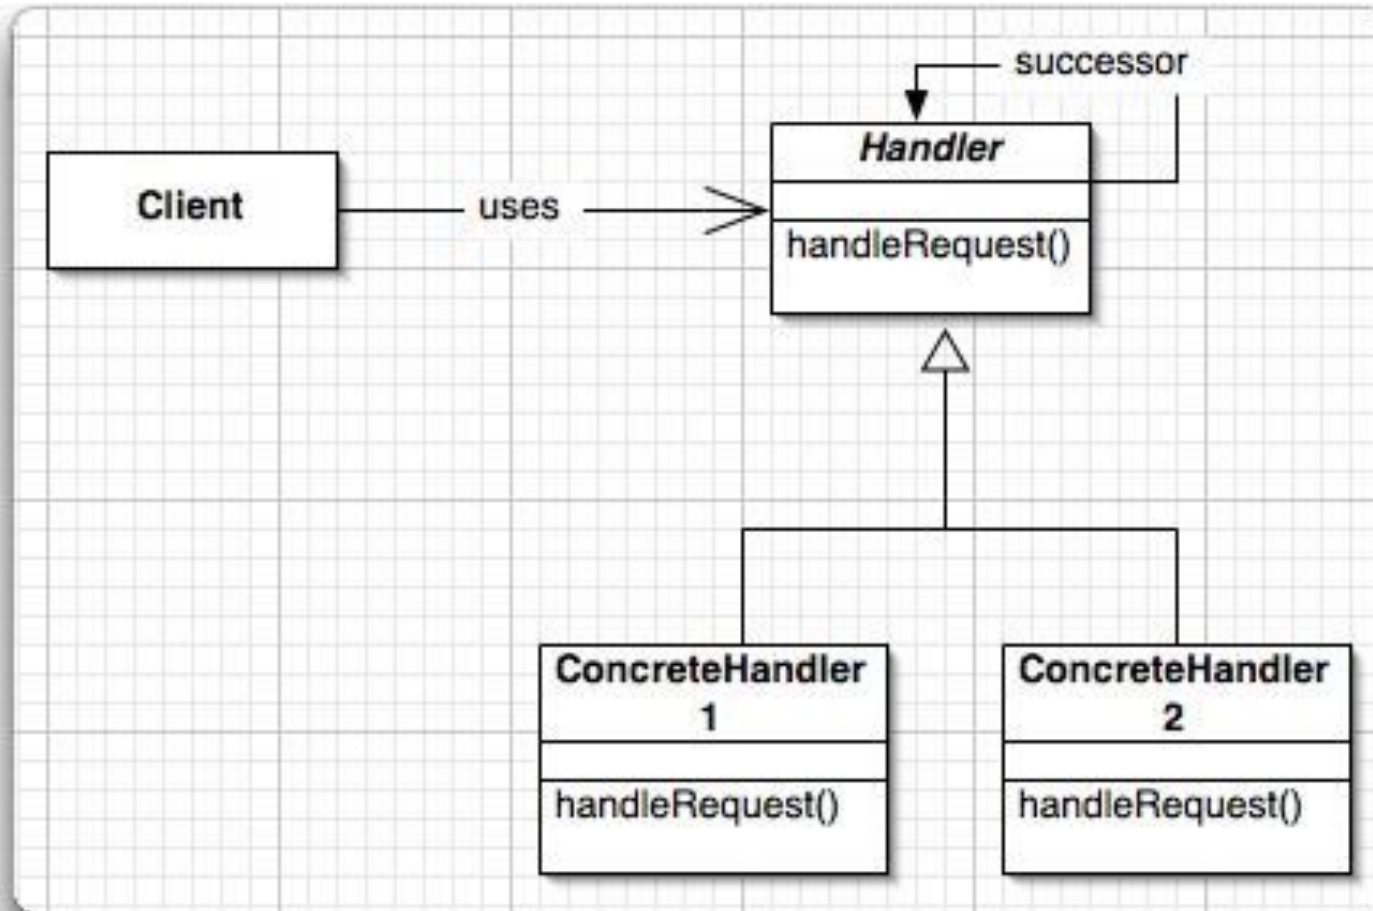 successor
Handler
Client
uses
handleRequest()
ConcreteHandler
1
handleRequest()
ConcreteHandler
2
handleRequest()